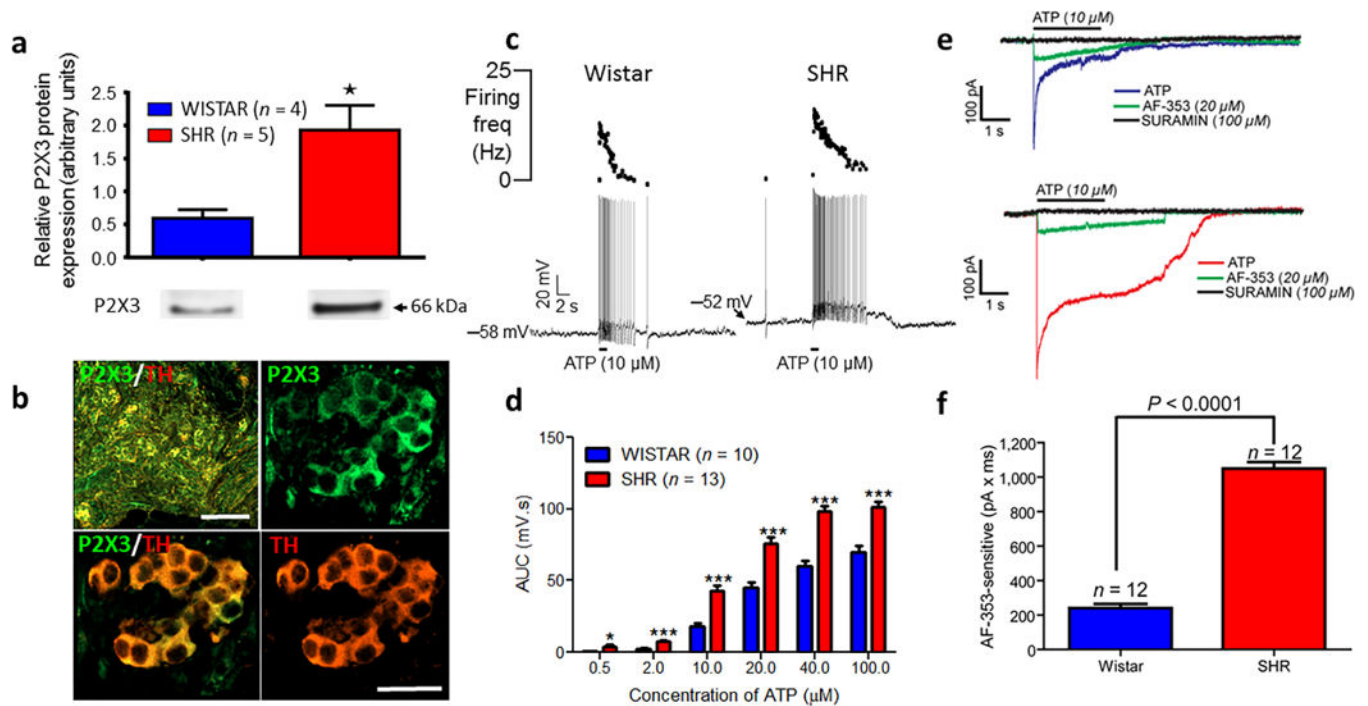 a
Relative P2X3 protein
expression (arbitrary units)
2.5
2.0
1.5
1.0
0.5
0.0
WISTAR (n = 4)
SHR (n = 5)
★
P2X3
66 kDa
b
P2X3/TH
P2X3
P2X3/TH
TH
c
25
Firing
freq
(Hz)
0
Wistar
SHR
20 mV
2 s
–58 mV
–52 mV
ATP (10 µM)
ATP (10 µM)
d
AUC (mV.s)
150
100
50
0
WISTAR (n = 10)
SHR (n = 13)
*
***
***
***
***
***
0.5
2.0
10.0
20.0
40.0
100.0
Concentration of ATP (µM)
e
ATP (10 µM)
100 pA
1 s
ATP
AF-353 (20 µM)
SURAMIN (100 µM)
ATP (10 µM)
100 pA
1 s
ATP
AF-353 (20 µM)
SURAMIN (100 µM)
f
P < 0.0001
AF-353-sensitive (pA x ms)
1,200
1,000
800
600
400
200
0
n = 12
n = 12
Wistar
SHR